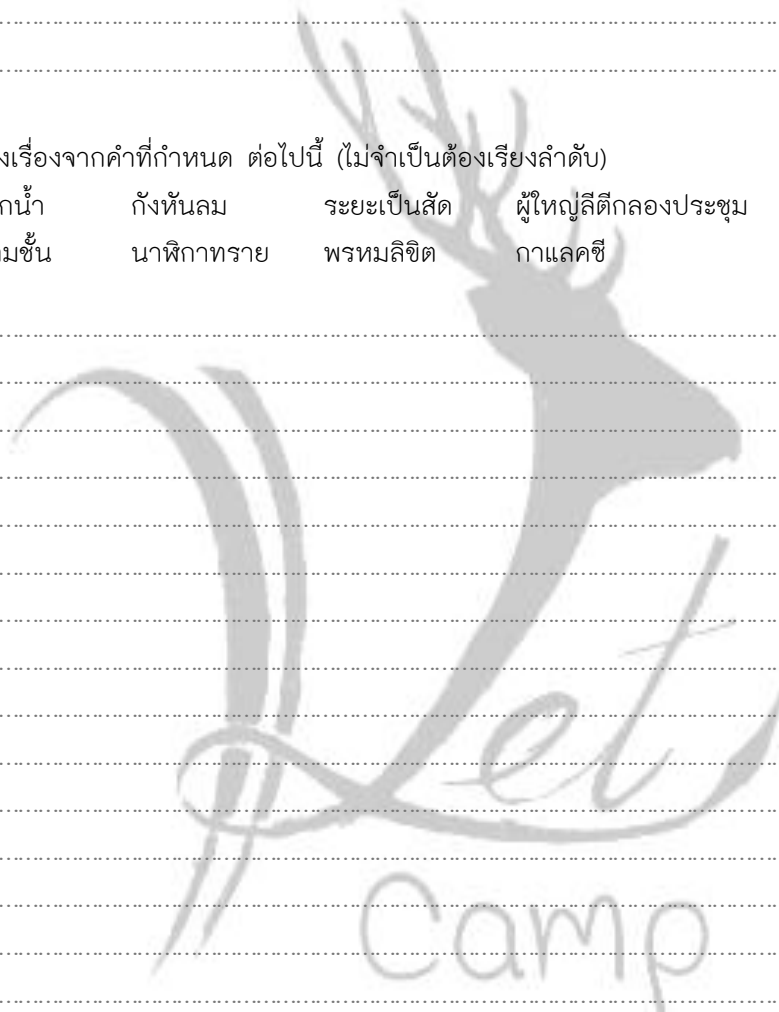 งเรื่องจากคำที่กำหนด ต่อไปนี้ (ไม่จำเป็นต้องเรียงลำดับ)
กน้ำ กังหันลม ระยะเป็นสัด ผู้ใหญ่ลีตีกลองประชุม
มชั้น นาฬิกาทราย พรหมลิขิต กาแลคซี
Vet
Camp